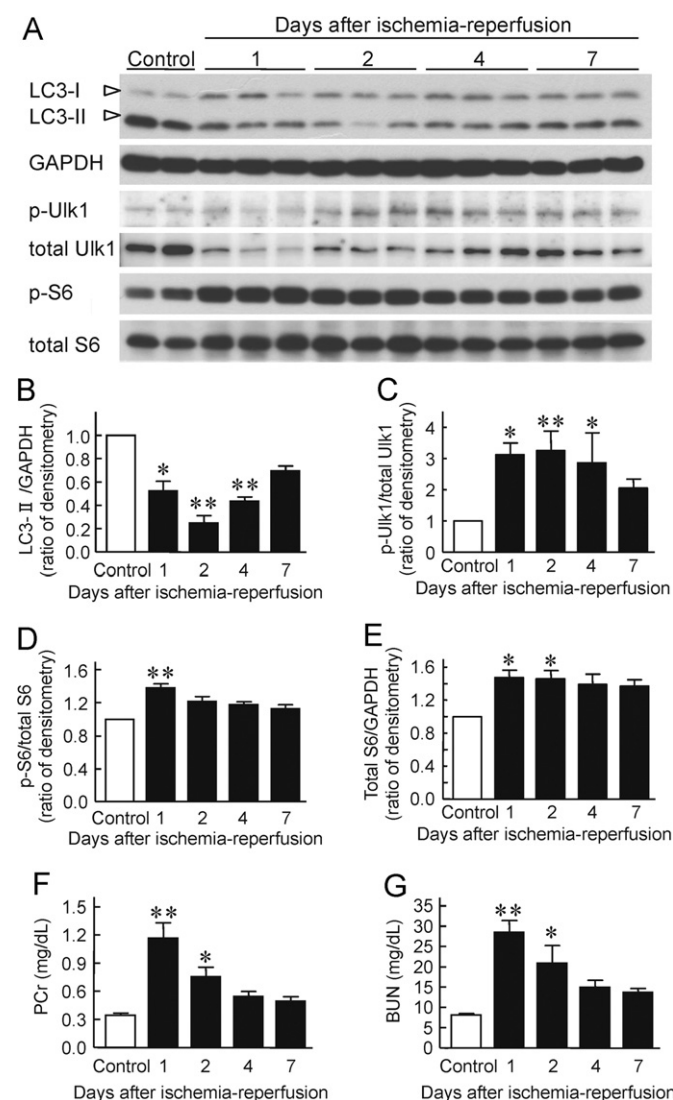 A
Days after ischemia-reperfusion
Control 1 2 4 7
LC3-I
LC3-II
GAPDH
p-Ulk1
total Ulk1
p-S6
total S6
B
LC3-Ⅱ/GAPDH
(ratio of densitometry)
1.0
0.8
0.6
0.4
0.2
0.0
*
**
**
Control 1 2 4 7
Days after ischemia-reperfusion
C
p-Ulk1/total Ulk1
(ratio of densitometry)
4
3
2
1
0
*
**
*
Control 1 2 4 7
Days after ischemia-reperfusion
D
p-S6/total S6
(ratio of densitometry)
1.6
1.2
0.8
0.4
0.0
**
Control 1 2 4 7
Days after ischemia-reperfusion
E
Total S6/GAPDH
(ratio of densitometry)
1.6
1.2
0.8
0.4
0.0
*
*
Control 1 2 4 7
Days after ischemia-reperfusion
F
PCr (mg/dL)
1.5
1.2
0.9
0.6
0.3
0.0
**
*
Control 1 2 4 7
Days after ischemia-reperfusion
G
BUN (mg/dL)
35
30
25
20
15
10
5
0
**
*
Control 1 2 4 7
Days after ischemia-reperfusion